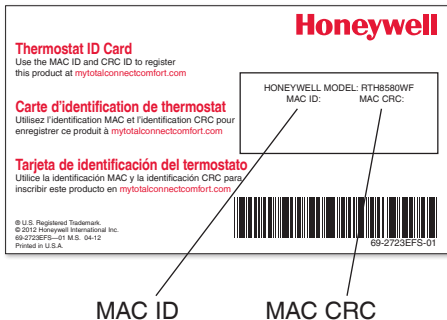 Honeywell
Thermostat ID Card
Use the MAC ID and CRC ID to register
this product at mytotalconnectcomfort.com
HONEYWELL MODEL: RTH8580WF
MAC ID: MAC CRC:
Carte d'identification de thermostat
Utilisez l'identification MAC et l'identification CRC pour
enregistrer ce produit à mytotalconnectcomfort.com
Tarjeta de identificación del termostato
Utilice la identificación MAC y la identificación CRC para
inscribir este producto en mytotalconnectcomfort.com
® U.S. Registered Trademark.
© 2012 Honeywell International Inc.
69-2723EFS—01 M.S. 04-12
Printed in U.S.A.
69-2723EFS-01
MAC ID MAC CRC